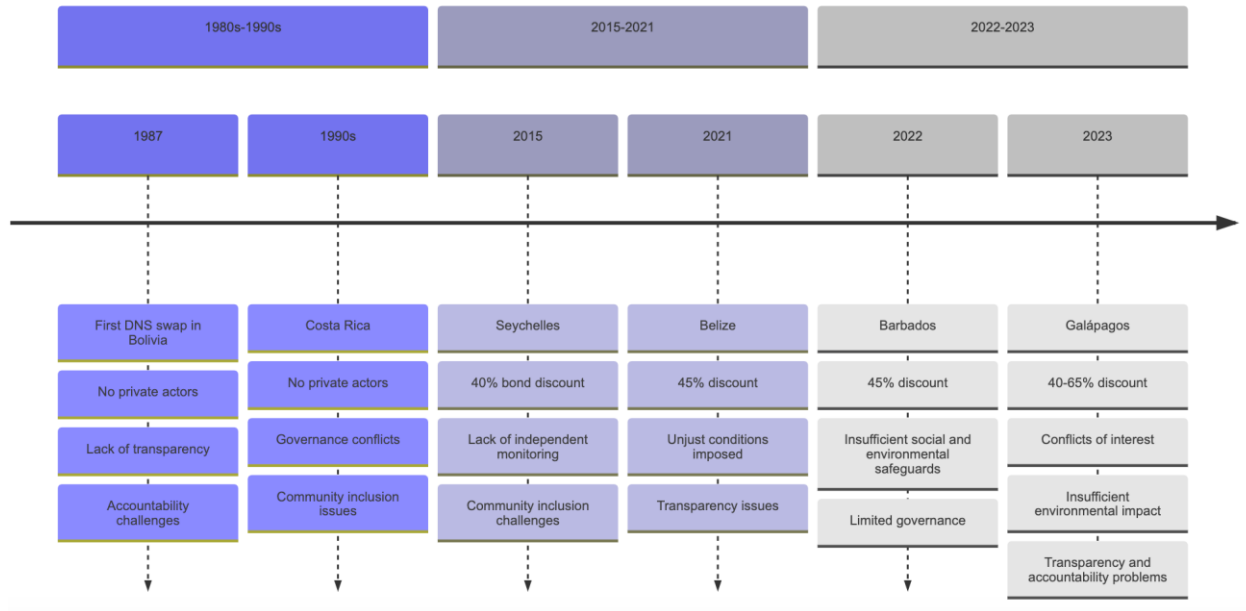 1980s-1990s
2015-2021
2022-2023
1987
1990s
2015
2021
2022
2023
First DNS swap in
Bolivia
No private actors
Lack of transparency
Accountability
challenges
Costa Rica
No private actors
Governance conflicts
Community inclusion
issues
Seychelles
40% bond discount
Lack of independent
monitoring
Community inclusion
challenges
Belize
45% discount
Unjust conditions
imposed
Transparency issues
Barbados
45% discount
Insufficient social and
environmental
safeguards
Limited governance
Galápagos
40-65% discount
Conflicts of interest
Insufficient
environmental impact
Transparency and
accountability problems